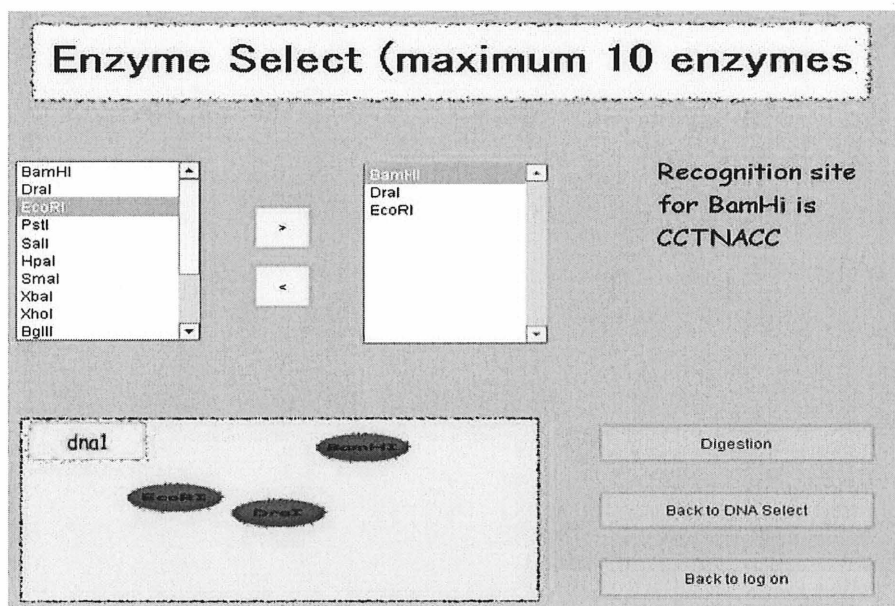 Enzyme Select (maximum 10 enzymes
BamHI
DraI
EcoRI
PstI
SalI
HpaI
SmaI
XbaI
XhoI
BglII
>
<
BamHI
DraI
EcoRI
Recognition site
for BamHi is
CCTNACC
dna1
BamHI
EcoRI
DraI
Digestion
Back to DNA Select
Back to log on